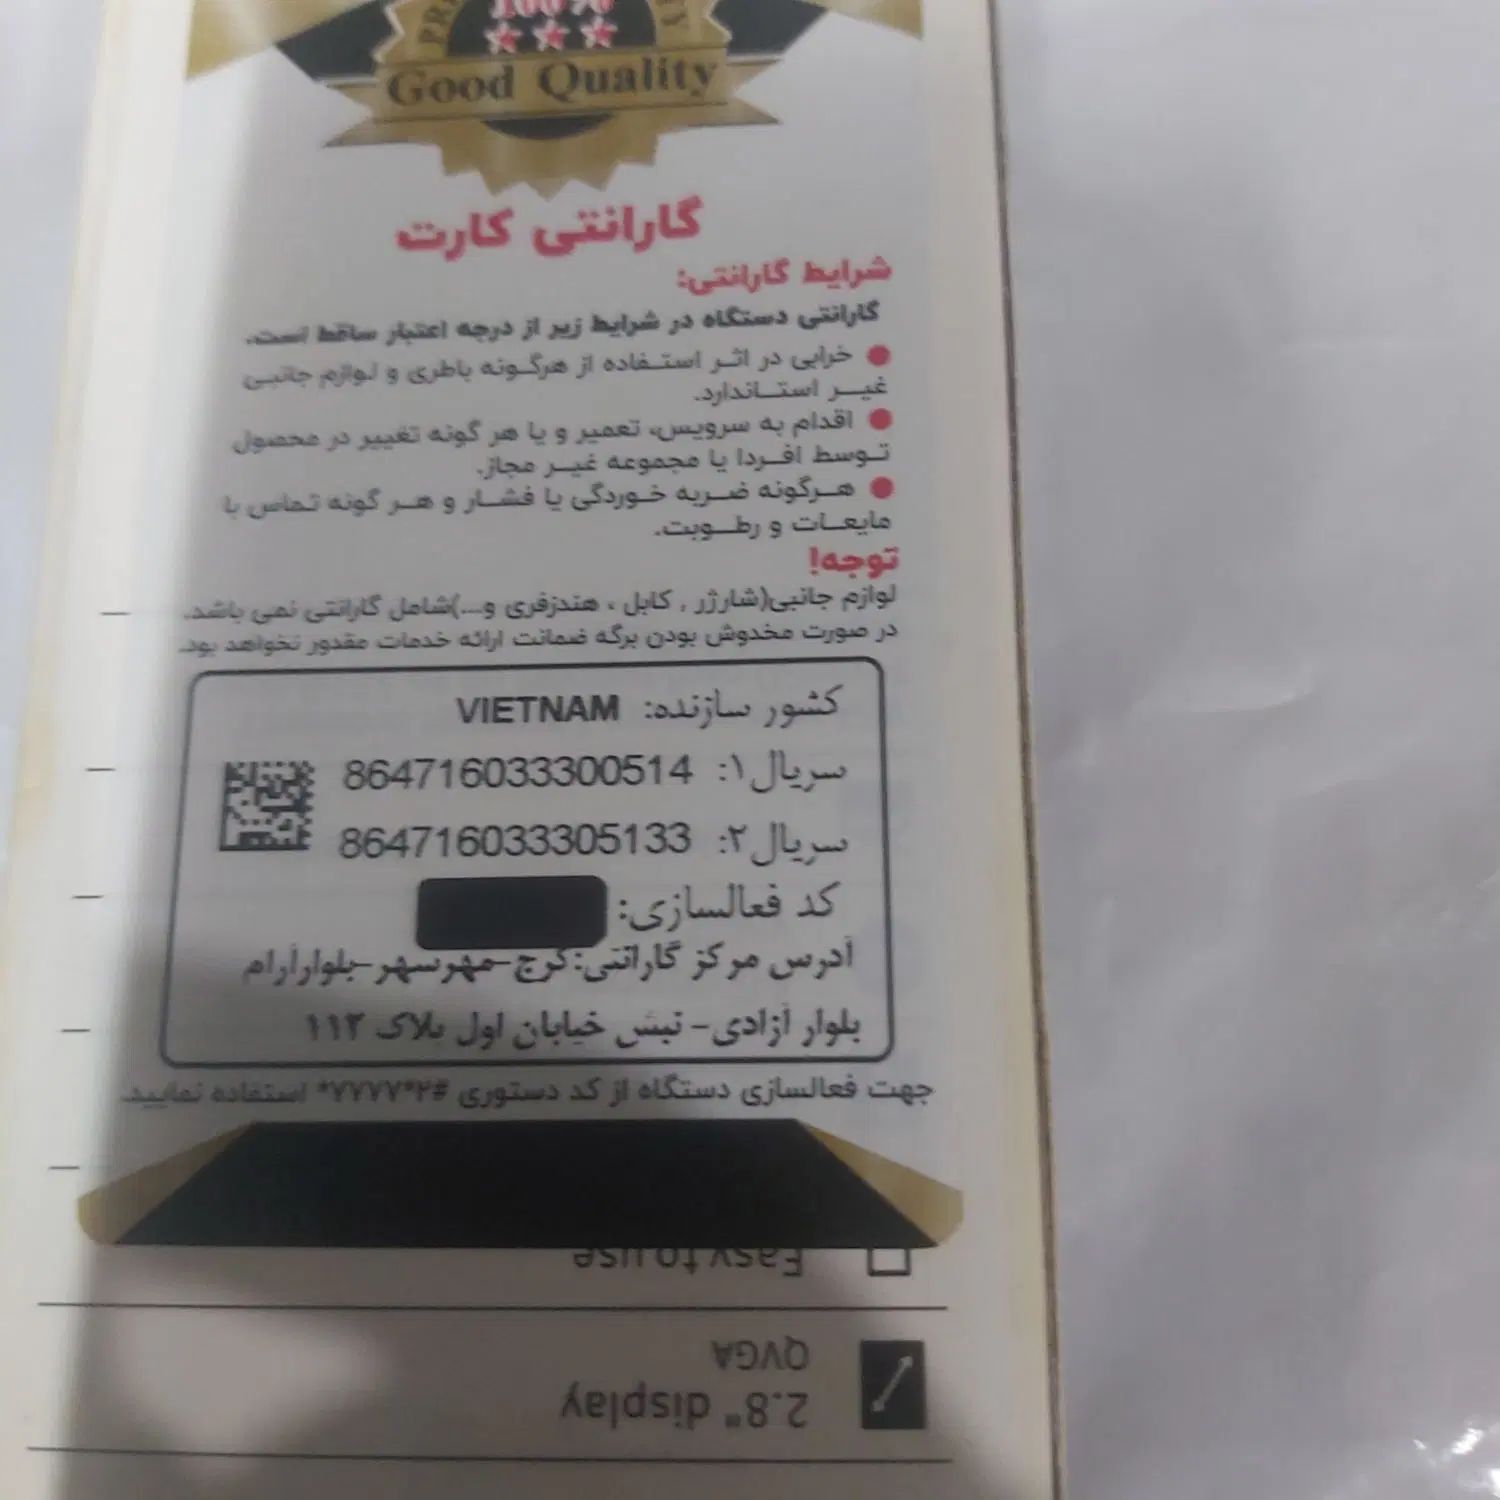 100%
Good Quality
گارانتی کارت
شرایط گارانتی:
گارانتی دستگاه در شرایط زیر از درجه اعتبار ساقط است.
خرابی در اثر استفاده از هرگونه باطری و لوازم جانبی
غیر استاندارد.
اقدام به سرویس، تعمیر و یا هر گونه تغییر در محصول
توسط افردا یا مجموعه غیر مجاز.
هرگونه ضربه خوردگی یا فشار و هر گونه تماس با
مایعات و رطوبت.
توجه!
لوازم جانبی(شارژر , کابل ، هندزفری و...)شامل گارانتی نمی باشد.
در صورت مخدوش بودن برگه ضمانت ارائه خدمات مقدور نخواهد بود.
کشور سازنده: VIETNAM
سریال۱: 864716033300514
سریال۲: 864716033305133
کد فعالسازی:
آدرس مرکز گارانتی:کرج-مهرسهر-بلوارارام
بلوار آزادی- نبش خیابان اول پلاک ۱۱۳
جهت فعالسازی دستگاه از کد دستوری #۲*۷۷۷۷* استفاده نمایید.
Easy to use
QVGA
2.8" display